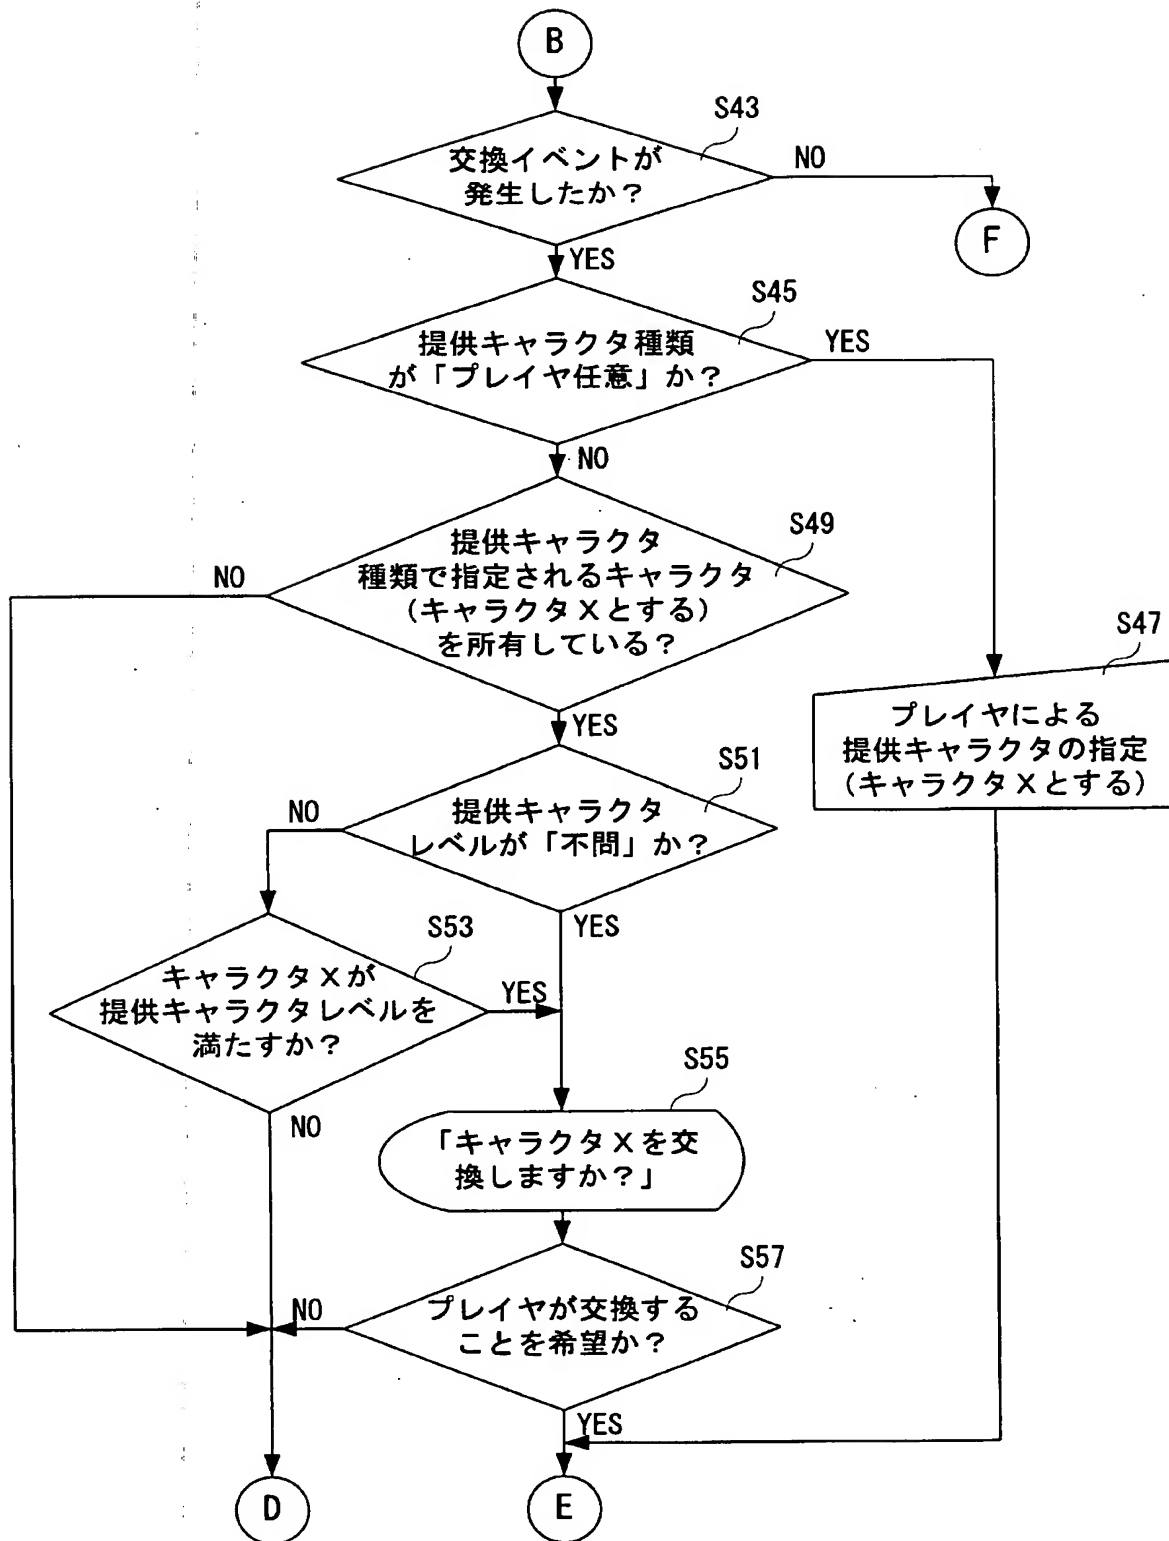 B
S43
交換イベントが
発生したか？
NO
F
YES
S45
提供キャラクタ種類
が「プレイヤ任意」か？
YES
NO
S49
提供キャラクタ
種類で指定されるキャラクタ
（キャラクタXとする）
を所有している？
NO
S47
プレイヤによる
提供キャラクタの指定
（キャラクタXとする）
YES
S51
提供キャラクタ
レベルが「不問」か？
NO
YES
S53
キャラクタXが
提供キャラクタレベルを
満たすか？
YES
NO
S55
「キャラクタXを交
換しますか？」
S57
プレイヤが交換する
ことを希望か？
NO
YES
D
E